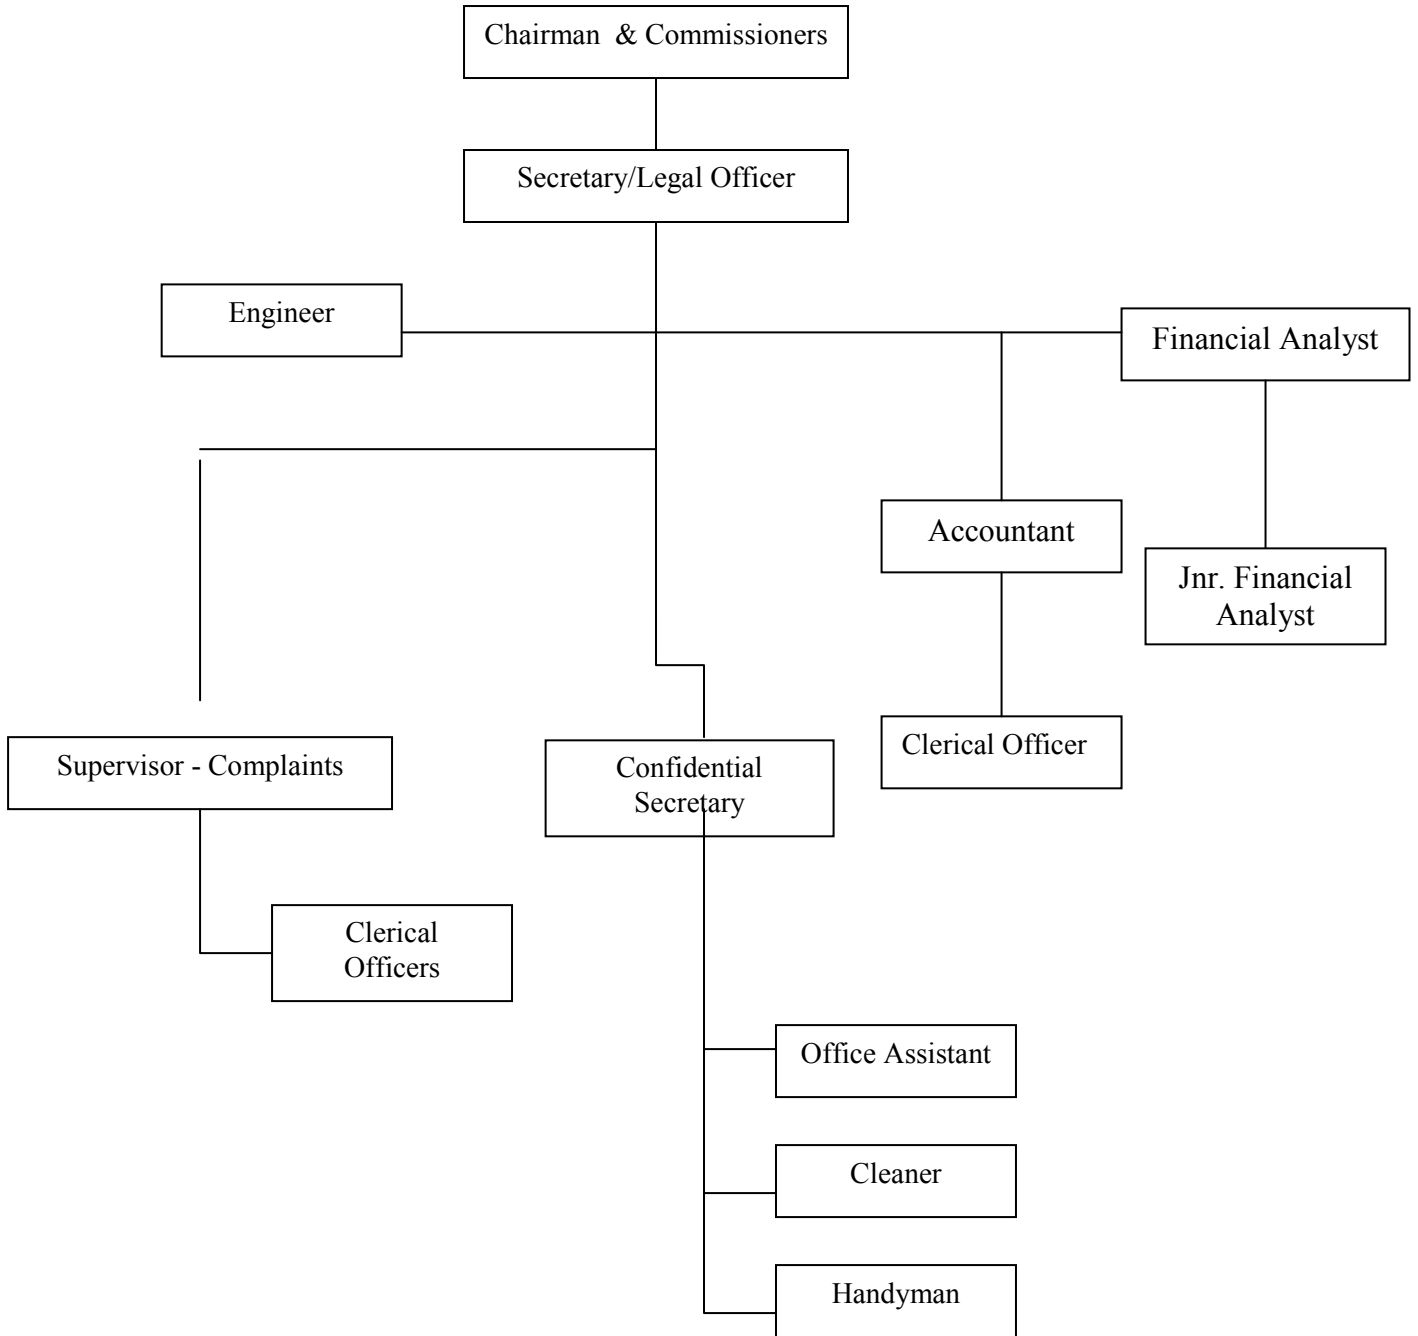 Chairman & Commissioners
Secretary/Legal Officer
Engineer
Financial Analyst
Accountant
Jnr. Financial
Analyst
Clerical Officer
Supervisor - Complaints
Confidential
Secretary
Clerical
Officers
Office Assistant
Cleaner
Handyman